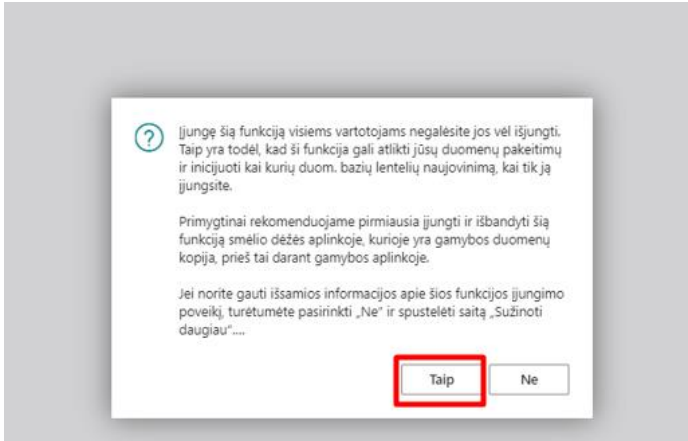 Įjungę šią funkciją visiems vartotojams negalėsite jos vėl išjungti.
Taip yra todėl, kad ši funkcija gali atlikti jūsų duomenų pakeitimų
ir inicijuoti kai kurių duom. bazių lentelių naujovinimą, kai tik ją
įjungsite.
Primygtinai rekomenduojame pirmiausia įjungti ir išbandyti šią
funkciją smėlio dėžės aplinkoje, kurioje yra gamybos duomenų
kopija, prieš tai darant gamybos aplinkoje.
Jei norite gauti išsamios informacijos apie šios funkcijos įjungimo
poveikį, turėtumėte pasirinkti „Ne" ir spustelėti saitą „Sužinoti
daugiau"....
Taip Ne